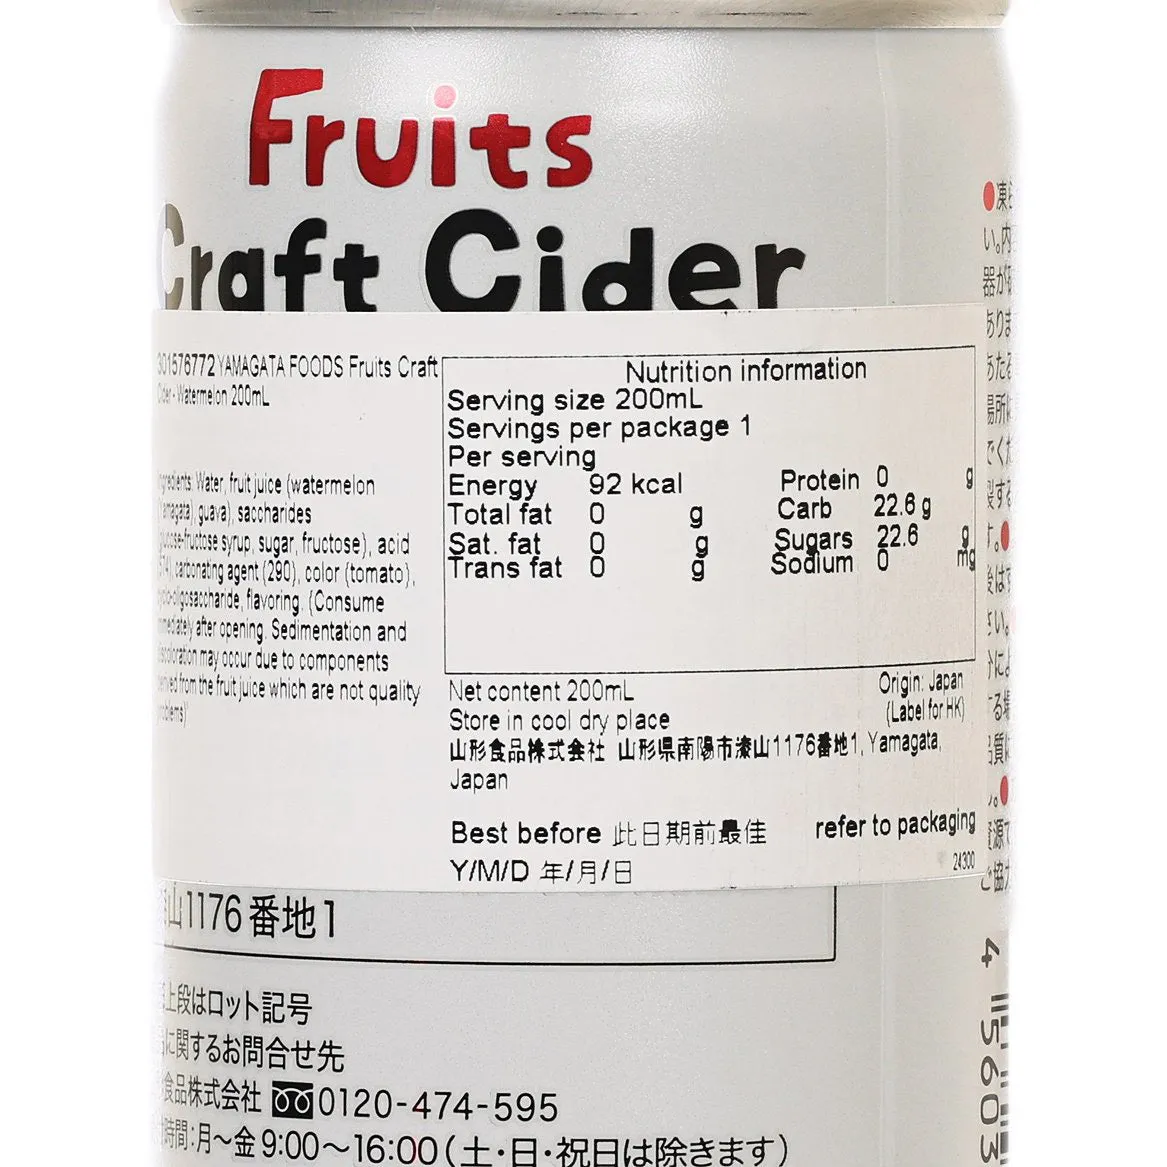 Fruits
Craft Cider
301576772 YAMAGATA FOODS Fruits Craft
Cider - Watermelon 200mL
Water, fruit juice (watermelon
guava), saccharides
syrup, sugar, fructose), acid
carbonating agent (290), color (tomato),
flavoring. (Consume
after opening. Sedimentation and
may occur due to components
from the fruit juice which are not quality
Nutrition information
Serving size 200mL
Servings per package 1
Per serving
Energy 92 kcal Protein 0 g
Total fat 0 g Carb 22.6 g
Sat. fat 0 g Sugars 22.6 g
Trans fat 0 g Sodium 0 mg
Net content 200mL Origin: Japan
Store in cool dry place (Label for HK)
山形食品株式会社 山形県南陽市漆山1176番地1, Yamagata,
Japan
Best before 此日期前最佳 refer to packaging
Y/M/D 年/月/日 24300
山1176番地1
上段はロット記号
に関するお問合せ先
食品株式会社 0120-474-595
時間:月～金 9:00～16:00(土・日・祝日は除きます)
4
5603